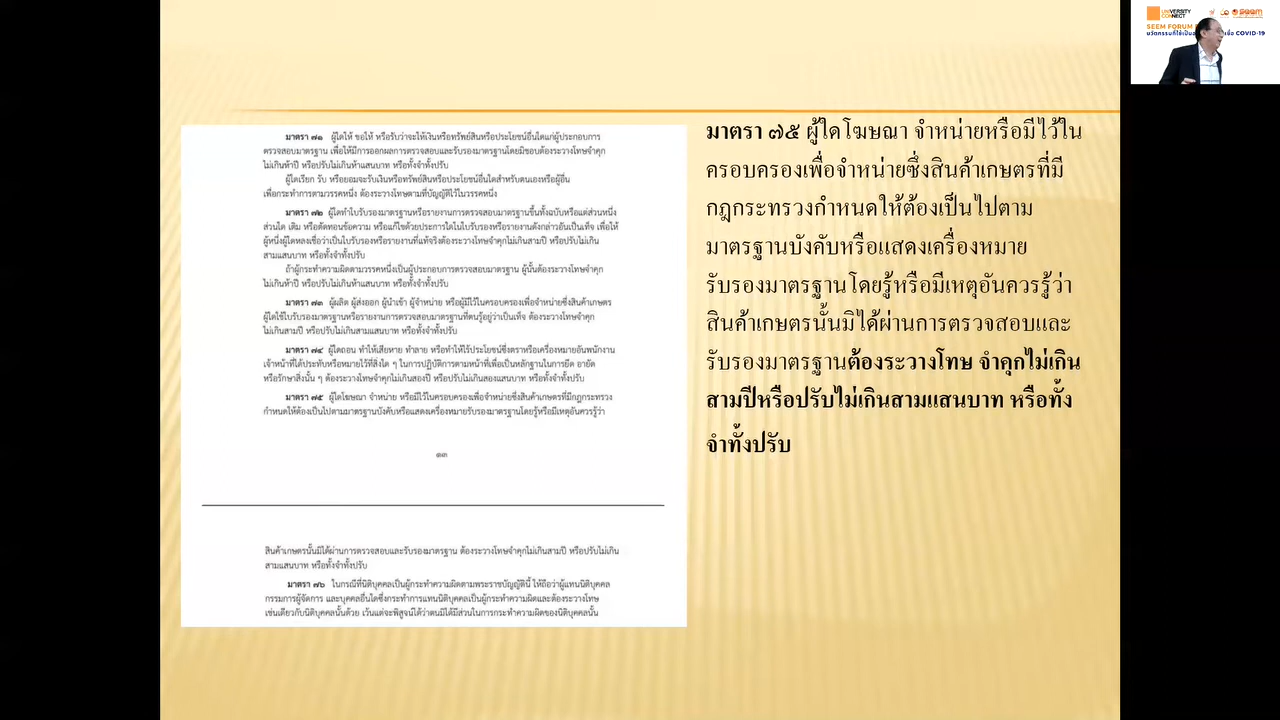 มาตรา ๗๑ ผู้ใดให้ ขอให้ หรือรับว่าจะให้เงินหรือทรัพย์สินหรือประโยชน์อื่นใดแก่ผู้ประกอบการ
ตรวจสอบมาตรฐาน เพื่อให้มีการออกผลการตรวจสอบและรับรองมาตรฐานโดยมิชอบต้องระวางโทษจำคุก
ไม่เกินห้าปี หรือปรับไม่เกินห้าแสนบาท หรือทั้งจำทั้งปรับ
ผู้ใดเรียก รับ หรือยอมจะรับเงินหรือทรัพย์สินหรือประโยชน์อื่นใดสำหรับตนเองหรือผู้อื่น
เพื่อกระทำการตามวรรคหนึ่ง ต้องระวางโทษตามที่บัญญัติไว้ในวรรคหนึ่ง
มาตรา ๗๒ ผู้ใดทำใบรับรองมาตรฐานหรือรายงานการตรวจสอบมาตรฐานขึ้นทั้งฉบับหรือแต่ส่วนหนึ่ง
ส่วนใด เติม หรือตัดทอนข้อความ หรือแก้ไขด้วยประการใดในใบรับรองหรือรายงานดังกล่าวอันเป็นเท็จ เพื่อให้
ผู้หนึ่งผู้ใดหลงเชื่อว่าเป็นใบรับรองหรือรายงานที่แท้จริงต้องระวางโทษจำคุกไม่เกินสามปี หรือปรับไม่เกิน
สามแสนบาท หรือทั้งจำทั้งปรับ
ถ้าผู้กระทำความผิดตามวรรคหนึ่งเป็นผู้ประกอบการตรวจสอบมาตรฐาน ผู้นั้นต้องระวางโทษจำคุก
ไม่เกินห้าปี หรือปรับไม่เกินห้าแสนบาท หรือทั้งจำทั้งปรับ
มาตรา ๗๓ ผู้ผลิต ผู้ส่งออก ผู้นำเข้า ผู้จำหน่าย หรือผู้มีไว้ในครอบครองเพื่อจำหน่ายซึ่งสินค้าเกษตร
ผู้ใดใช้ใบรับรองมาตรฐานหรือรายงานการตรวจสอบมาตรฐานที่ตนรู้อยู่ว่าเป็นเท็จ ต้องระวางโทษจำคุก
ไม่เกินสามปี หรือปรับไม่เกินสามแสนบาท หรือทั้งจำทั้งปรับ
มาตรา ๗๔ ผู้ใดถอน ทำให้เสียหาย ทำลาย หรือทำให้ไร้ประโยชน์ซึ่งตราหรือเครื่องหมายอันพนักงาน
เจ้าหน้าที่ได้ประทับหรือหมายไว้ที่สิ่งใด ๆ ในการปฏิบัติการตามหน้าที่เพื่อเป็นหลักฐานในการยึด อายัด
หรือรักษาสิ่งนั้น ๆ ต้องระวางโทษจำคุกไม่เกินสองปี หรือปรับไม่เกินสองแสนบาท หรือทั้งจำทั้งปรับ
มาตรา ๗๕ ผู้ใดโฆษณา จำหน่าย หรือมีไว้ในครอบครองเพื่อจำหน่ายซึ่งสินค้าเกษตรที่มีกฎกระทรวง
กำหนดให้ต้องเป็นไปตามมาตรฐานบังคับหรือแสดงเครื่องหมายรับรองมาตรฐานโดยรู้หรือมีเหตุอันควรรู้ว่า
๑๓
สินค้าเกษตรนั้นมิได้ผ่านการตรวจสอบและรับรองมาตรฐาน ต้องระวางโทษจำคุกไม่เกินสามปี หรือปรับไม่เกิน
สามแสนบาท หรือทั้งจำทั้งปรับ
มาตรา ๗๖ ในกรณีที่นิติบุคคลเป็นผู้กระทำความผิดตามพระราชบัญญัตินี้ ให้ถือว่าผู้แทนนิติบุคคล
กรรมการผู้จัดการ และบุคคลอื่นใดซึ่งกระทำการแทนนิติบุคคลเป็นผู้กระทำความผิดและต้องระวางโทษ
เช่นเดียวกับนิติบุคคลนั้นด้วย เว้นแต่จะพิสูจน์ได้ว่าตนมิได้มีส่วนในการกระทำความผิดของนิติบุคคลนั้น
มาตรา ๗๕ ผู้ใดโฆษณา จำหน่ายหรือมีไว้ใน
ครอบครองเพื่อจำหน่ายซึ่งสินค้าเกษตรที่มี
กฎกระทรวงกำหนดให้ต้องเป็นไปตาม
มาตรฐานบังคับหรือแสดงเครื่องหมาย
รับรองมาตรฐานโดยรู้หรือมีเหตุอันควรรู้ว่า
สินค้าเกษตรนั้นมิได้ผ่านการตรวจสอบและ
รับรองมาตรฐานต้องระวางโทษ จำคุกไม่เกิน
สามปีหรือปรับไม่เกินสามแสนบาท หรือทั้ง
จำทั้งปรับ
UNIVERSITY
CONNECT
seem
SEEM FORUM
COVID-19